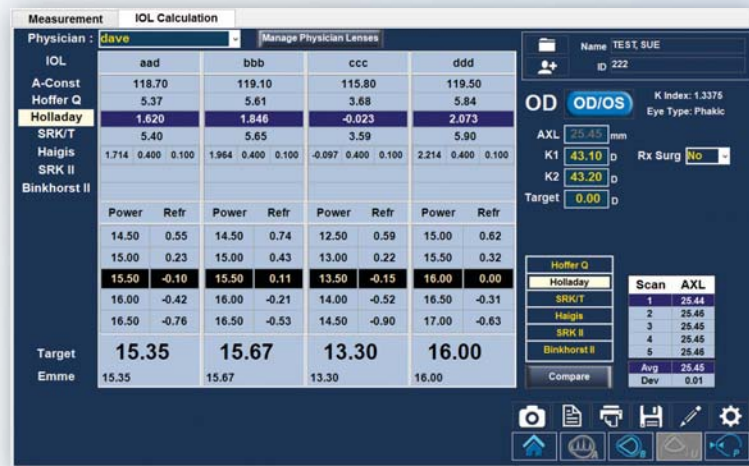 Measurement IOL Calculation
Physician : dave Manage Physician Lenses
IOL aad bbb ccc ddd
A-Const 118.70 119.10 115.80 119.50
Hoffer Q 5.37 5.61 3.68 5.84
Holladay 1.620 1.846 -0.023 2.073
SRK/T 5.40 5.65 3.59 5.90
Haigis 1.714 0.400 0.100 1.964 0.400 0.100 -0.097 0.400 0.100 2.214 0.400 0.100
SRK II
Binkhorst II
Power Refr Power Refr Power Refr Power Refr
14.50 0.55 14.50 0.74 12.50 0.59 15.00 0.62
15.00 0.23 15.00 0.43 13.00 0.22 15.50 0.32
15.50 -0.10 15.50 0.11 13.50 -0.15 16.00 0.00
16.00 -0.42 16.00 -0.21 14.00 -0.52 16.50 -0.31
16.50 -0.76 16.50 -0.53 14.50 -0.90 17.00 -0.63
Target 15.35 15.67 13.30 16.00
Emme 15.35 15.67 13.30 16.00
Name TEST, SUE
ID 222
OD OD/OS
K Index: 1.3375
Eye Type: Phakic
AXL 25.45 mm
K1 43.10 D Rx Surg No
K2 43.20 D
Target 0.00 D
Hoffer Q
Holladay
SRK/T
Haigis
SRK II
Binkhorst II
Compare
Scan AXL
1 25.44
2 25.46
3 25.45
4 25.45
5 25.46
Avg 25.45
Dev 0.01
A B U P